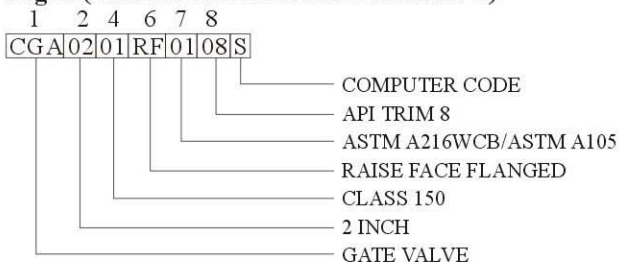 1 2 4 6 7 8
CGA 02 01 RF 01 08 S
COMPUTER CODE
API TRIM 8
ASTM A216WCB/ASTM A105
RAISE FACE FLANGED
CLASS 150
2 INCH
GATE VALVE